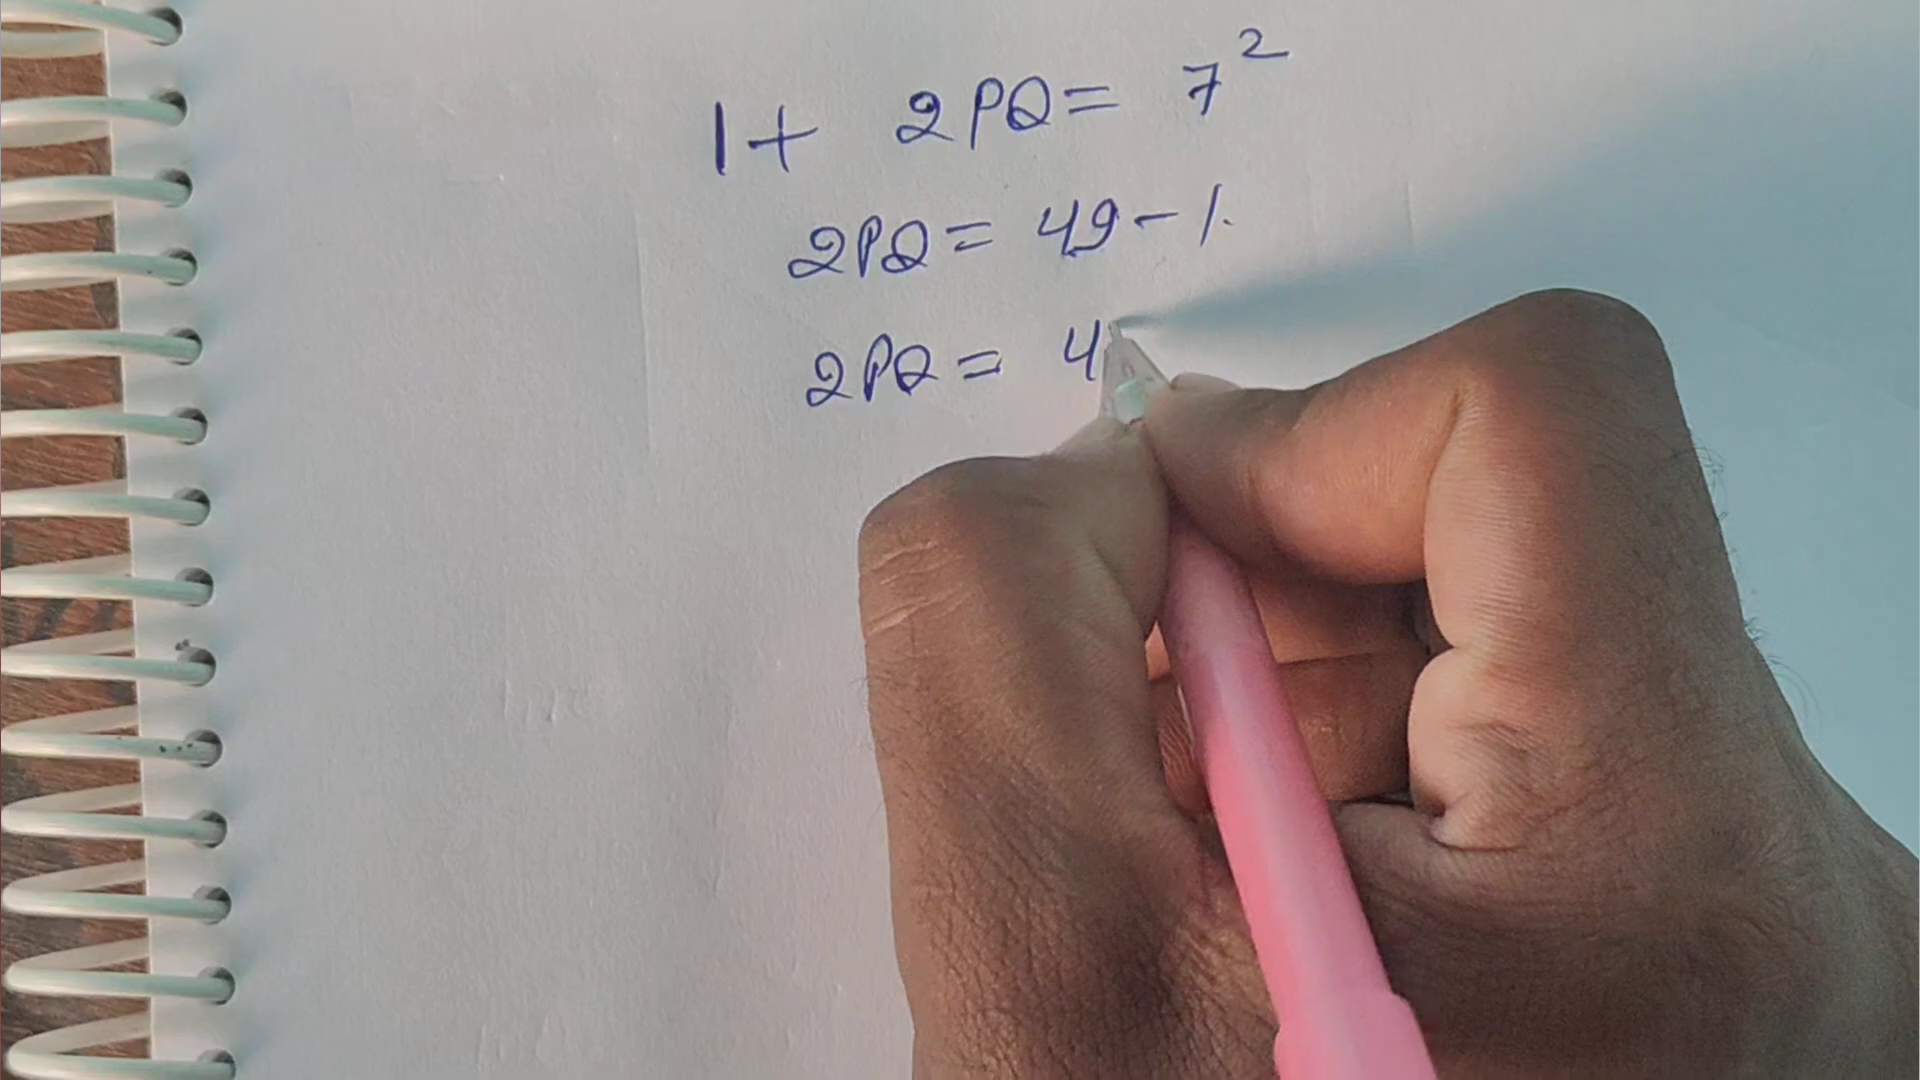 1 + 2PQ = 7²
2PQ = 49 - 1.
2PQ = 4